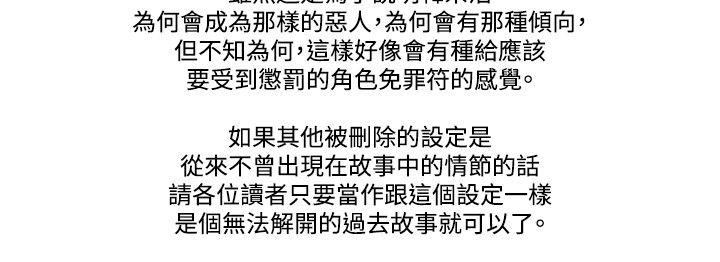 為何會成為那樣的惡人,為何會有那種傾向,
但不知為何,這樣好像會有種給應該
要受到懲罰的角色免罪符的感覺。
如果其他被刪除的設定是
從來不曾出現在故事中的情節的話
請各位讀者只要當作跟這個設定一樣
是個無法解開的過去故事就可以了。